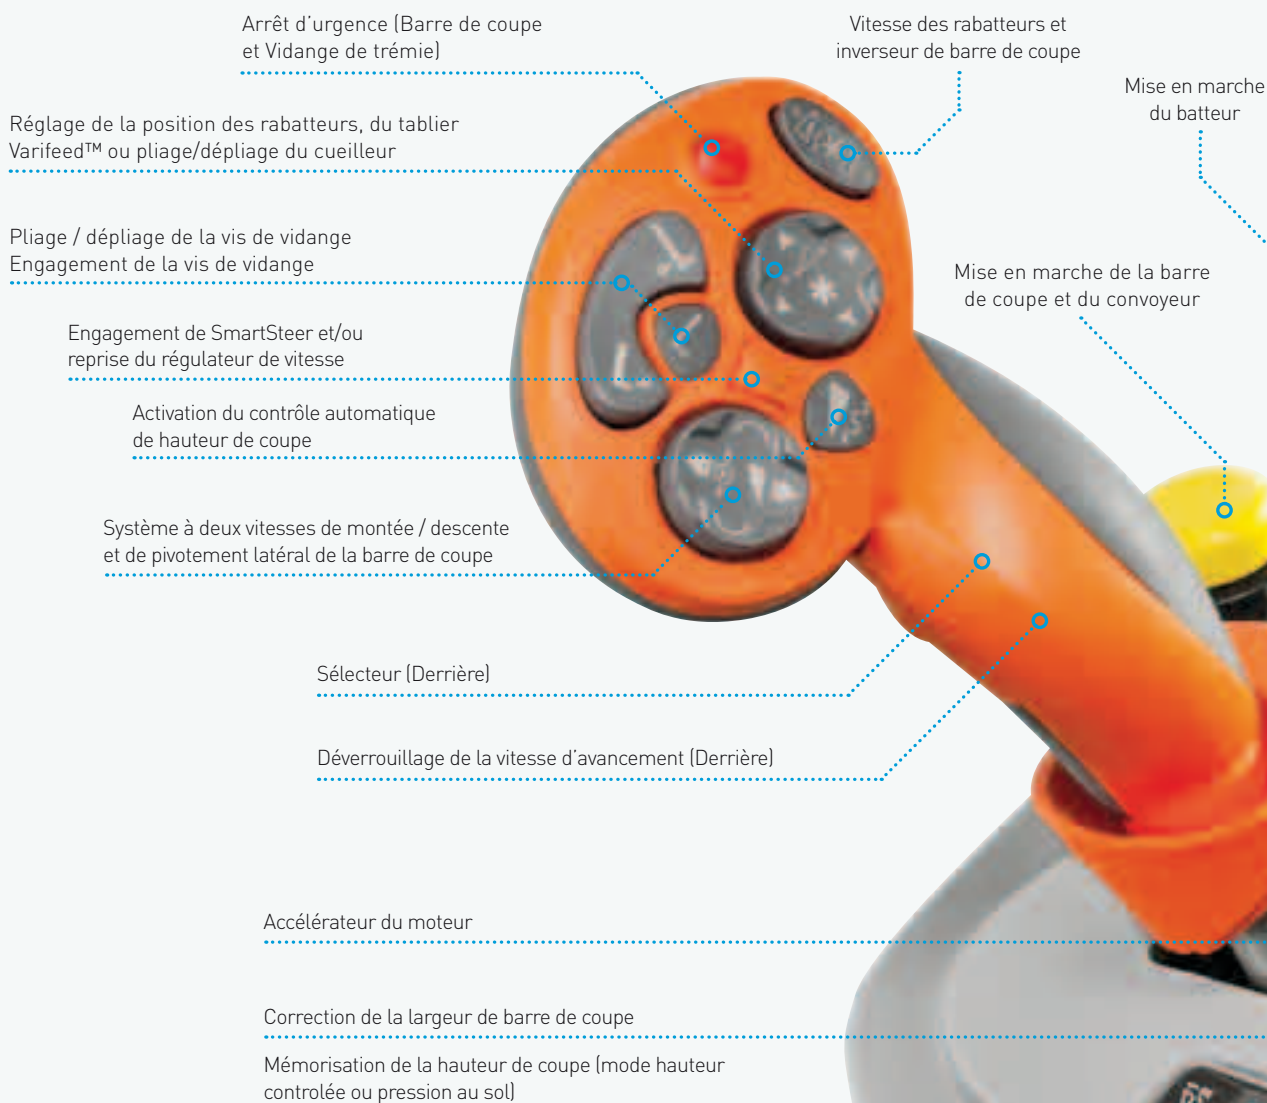 Arrêt d'urgence (Barre de coupe
et Vidange de trémie)
Vitesse des rabatteurs et
inverseur de barre de coupe
Mise en marche
du batteur
Réglage de la position des rabatteurs, du tablier
Varifeed™ ou pliage/dépliage du cueilleur
Pliage / dépliage de la vis de vidange
Engagement de la vis de vidange
Mise en marche de la barre
de coupe et du convoyeur
Engagement de SmartSteer et/ou
reprise du régulateur de vitesse
Activation du contrôle automatique
de hauteur de coupe
Système à deux vitesses de montée / descente
et de pivotement latéral de la barre de coupe
Sélecteur (Derrière)
Déverrouillage de la vitesse d'avancement (Derrière)
Accélérateur du moteur
Correction de la largeur de barre de coupe
Mémorisation de la hauteur de coupe (mode hauteur
controlée ou pression au sol)